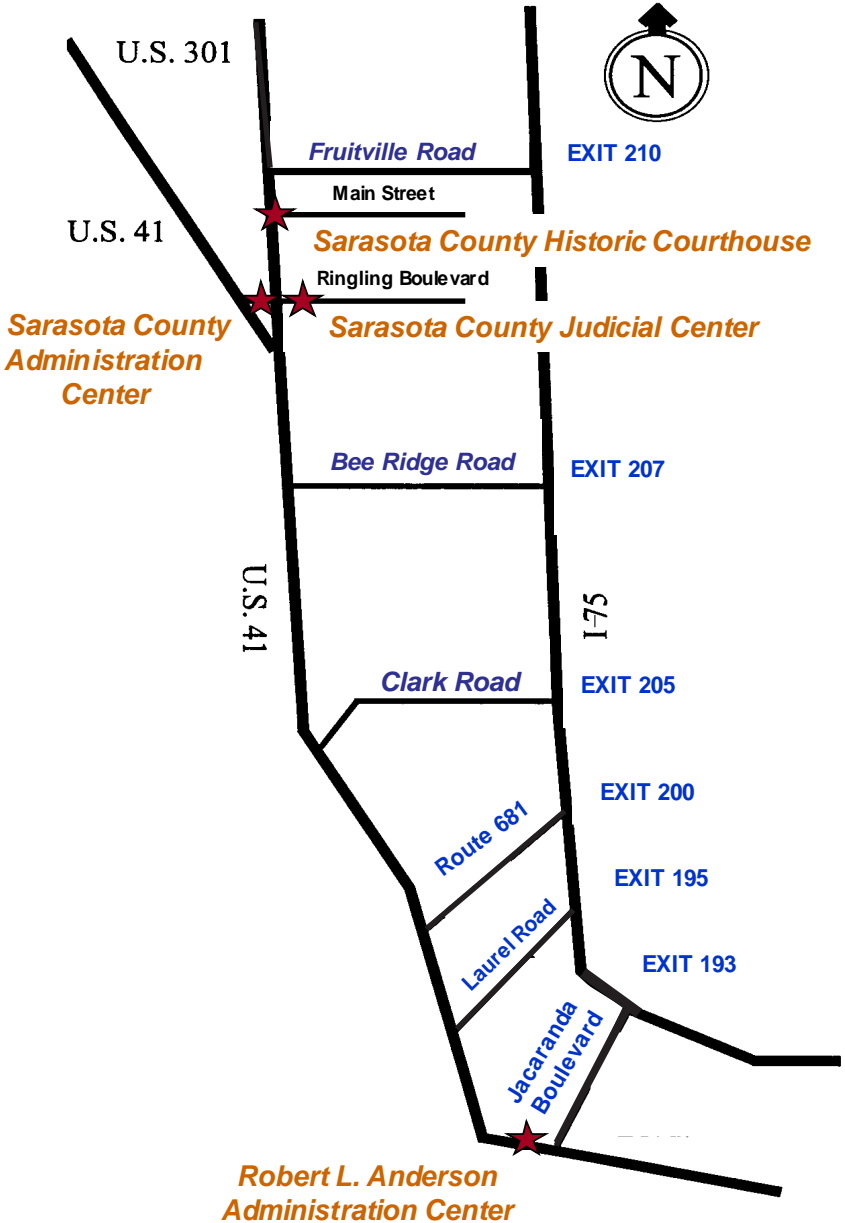 U.S. 301
N
Fruitville Road
EXIT 210
Main Street
U.S. 41
Sarasota County Historic Courthouse
Ringling Boulevard
Sarasota County
Administration
Center
Sarasota County Judicial Center
Bee Ridge Road
EXIT 207
U.S. 41
I-75
Clark Road
EXIT 205
EXIT 200
Route 681
EXIT 195
Laurel Road
EXIT 193
Jacaranda
Boulevard
Robert L. Anderson
Administration Center